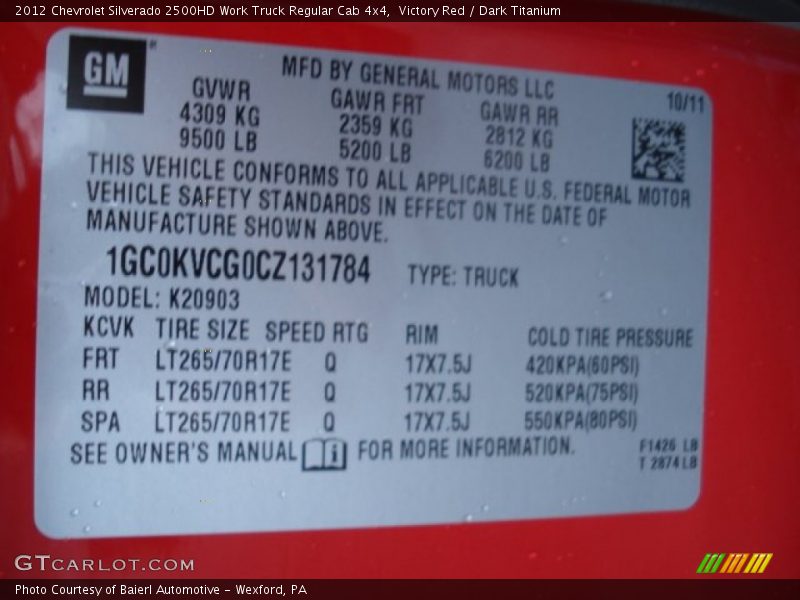 2012 Chevrolet Silverado 2500HD Work Truck Regular Cab 4x4, Victory Red / Dark Titanium
GM
MFD BY GENERAL MOTORS LLC
10/11
GVWR GAWR FRT GAWR RR
4309 KG 2359 KG 2812 KG
9500 LB 5200 LB 6200 LB
THIS VEHICLE CONFORMS TO ALL APPLICABLE U.S. FEDERAL MOTOR
VEHICLE SAFETY STANDARDS IN EFFECT ON THE DATE OF
MANUFACTURE SHOWN ABOVE.
1GC0KVCG0CZ131784 TYPE: TRUCK
MODEL: K20903
KCVK TIRE SIZE SPEED RTG RIM COLD TIRE PRESSURE
FRT LT265/70R17E Q 17X7.5J 420KPA(60PSI)
RR LT265/70R17E Q 17X7.5J 520KPA(75PSI)
SPA LT265/70R17E Q 17X7.5J 550KPA(80PSI)
SEE OWNER'S MANUAL i FOR MORE INFORMATION.
F1426 LB
T 2874LB
GTCARLOT.COM
Photo Courtesy of Baierl Automotive - Wexford, PA